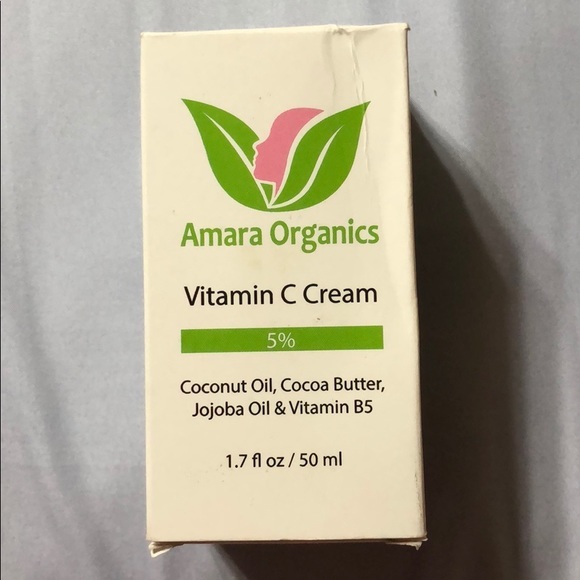 Amara Organics
Vitamin C Cream
5%
Coconut Oil, Cocoa Butter,
Jojoba Oil & Vitamin B5
1.7 fl oz / 50 ml